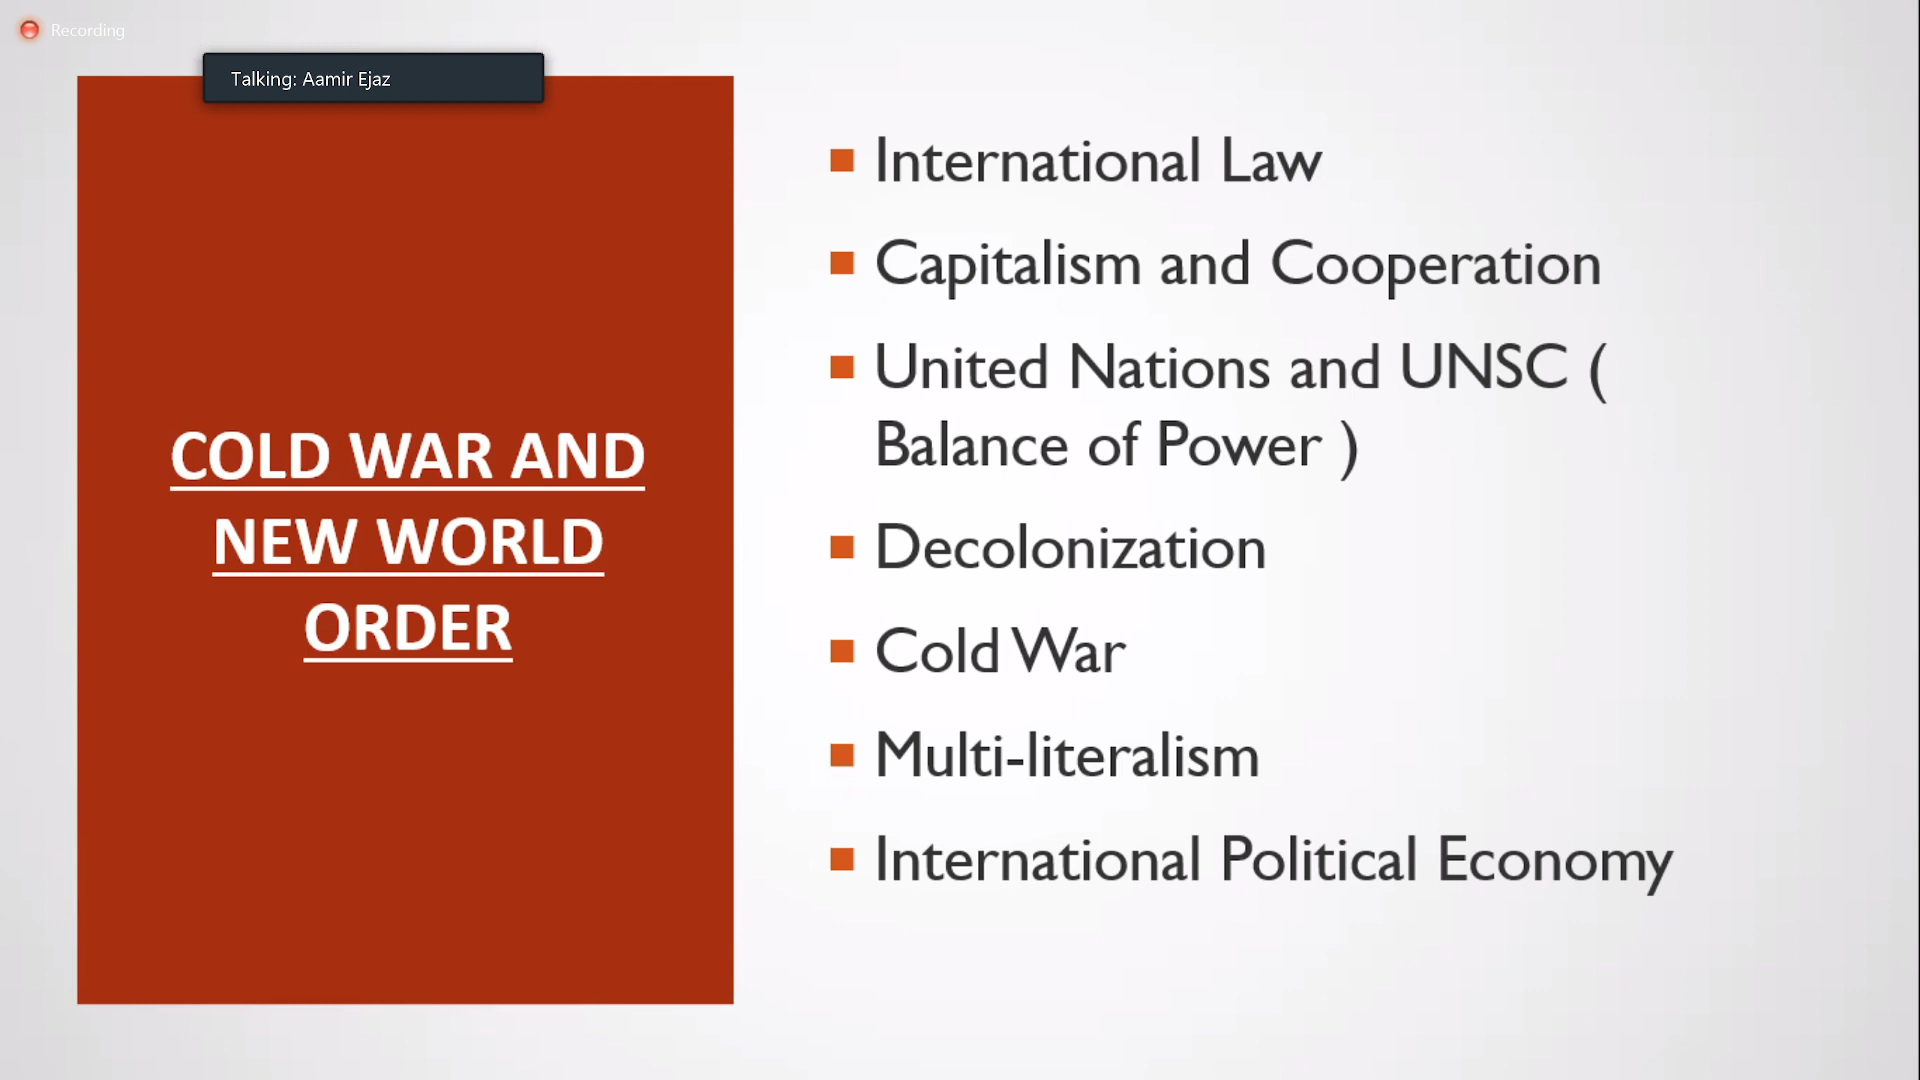 Recording
Talking: Aamir Ejaz
COLD WAR AND
NEW WORLD
ORDER
International Law
Capitalism and Cooperation
United Nations and UNSC (
Balance of Power )
Decolonization
Cold War
Multi-literalism
International Political Economy